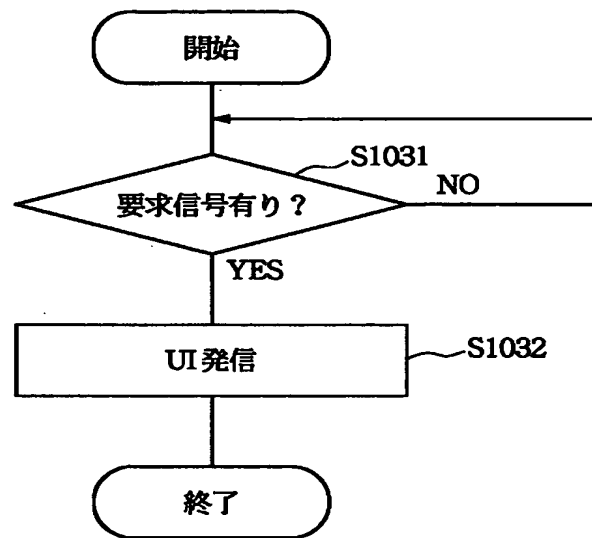 開始
S1031
要求信号有り？
NO
YES
UI発信
S1032
終了